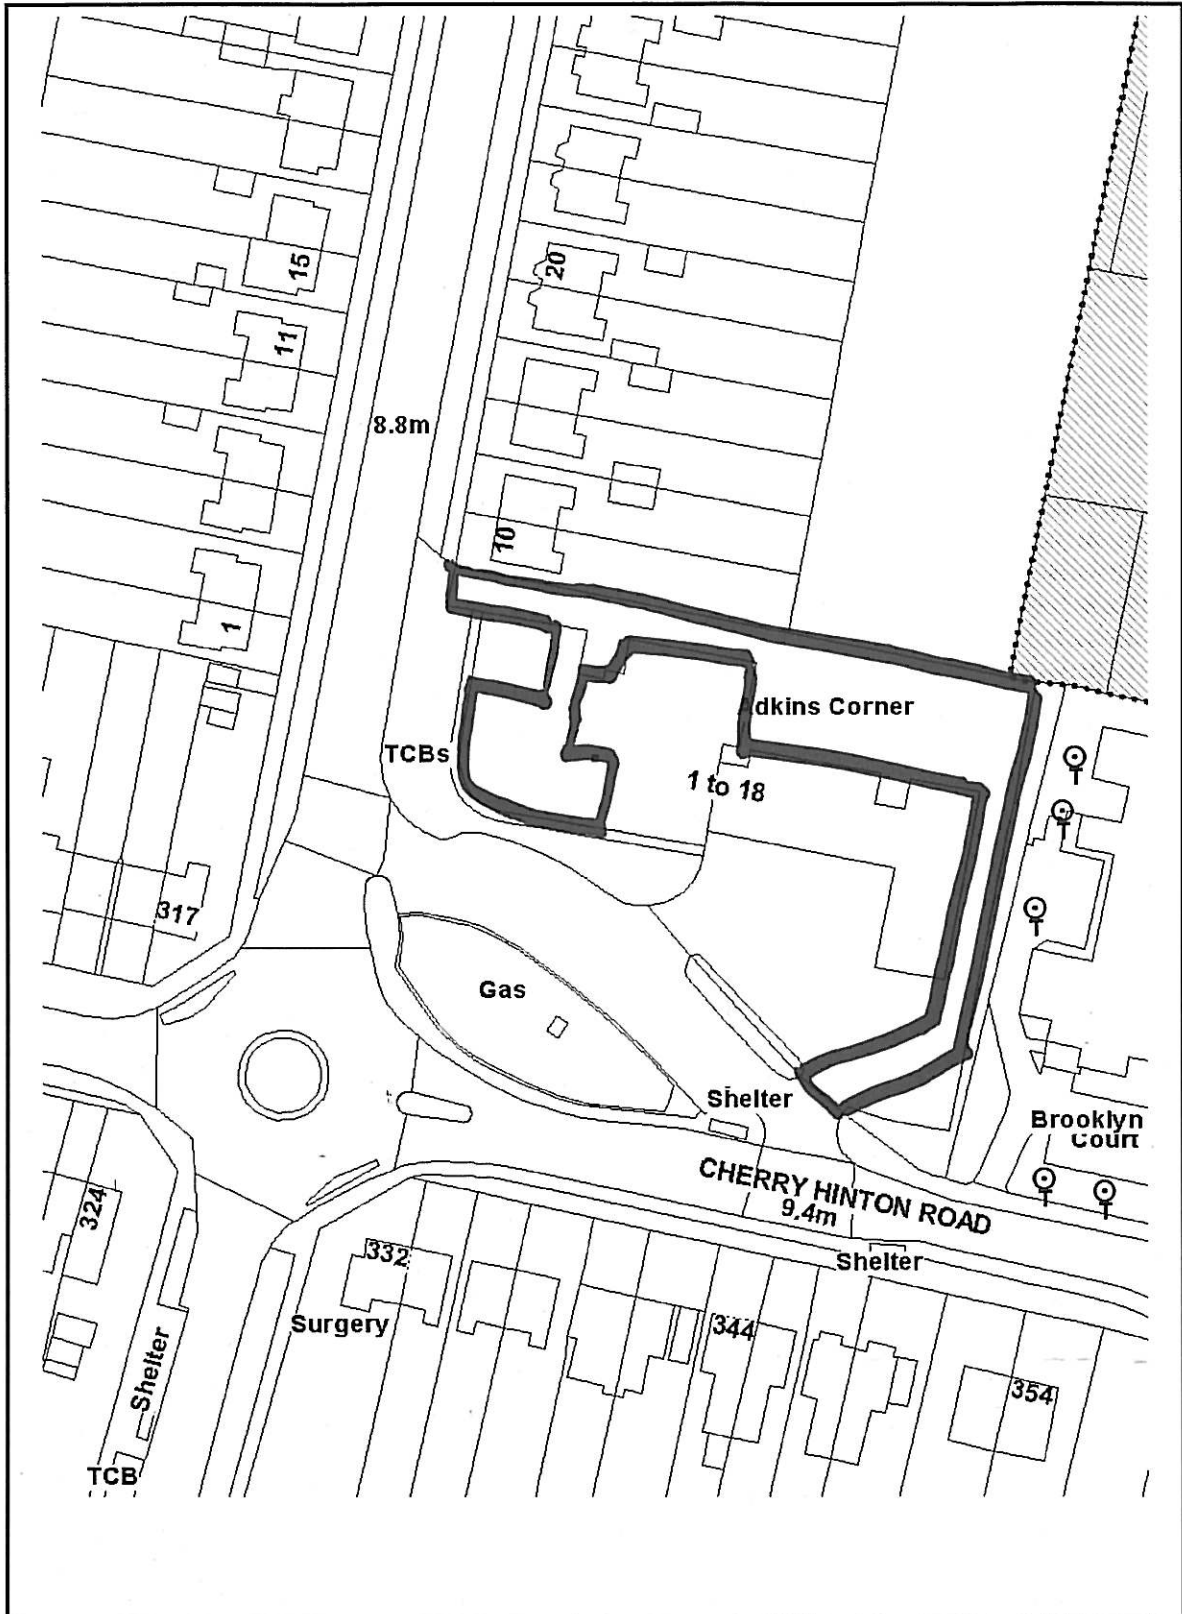 15
20
11
8.8m
10
1
Adkins Corner
TCBs
1 to 18
317
Gas
Shelter
Brooklyn
Court
CHERRY HINTON ROAD
9.4m
324
332
Shelter
Surgery
344
Shelter
354
TCB